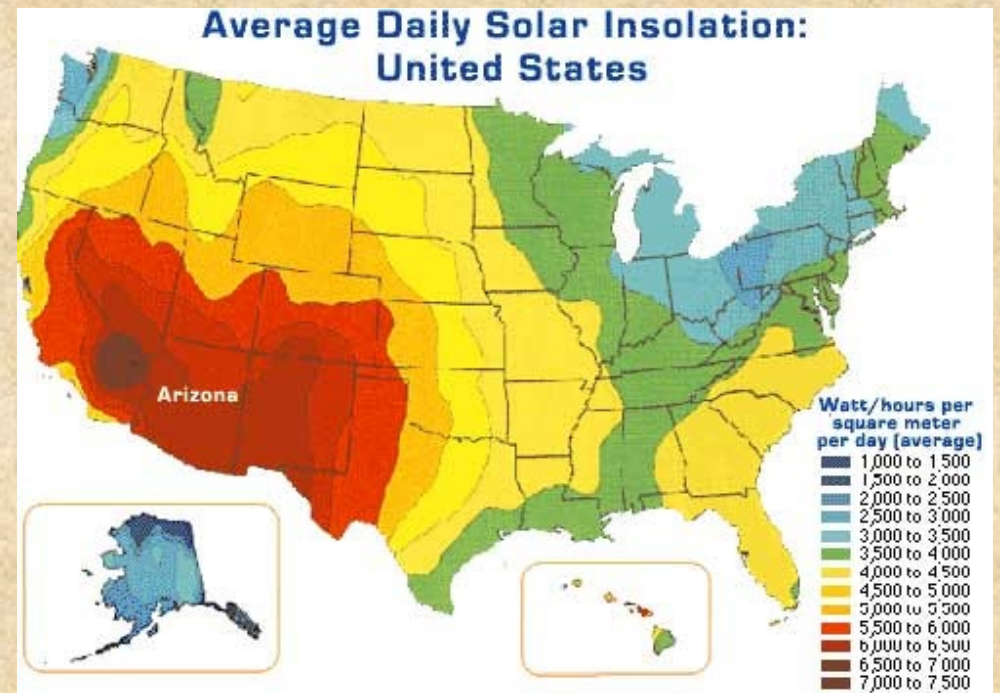 Average Daily Solar Insolation:
United States
Arizona
Watt/hours per
square meter
per day (average)
1,000 to 1,500
1,500 to 2,000
2,000 to 2,500
2,500 to 3,000
3,000 to 3,500
3,500 to 4,000
4,000 to 4,500
4,500 to 5,000
5,000 to 5,500
5,500 to 6,000
6,000 to 6,500
6,500 to 7,000
7,000 to 7,500